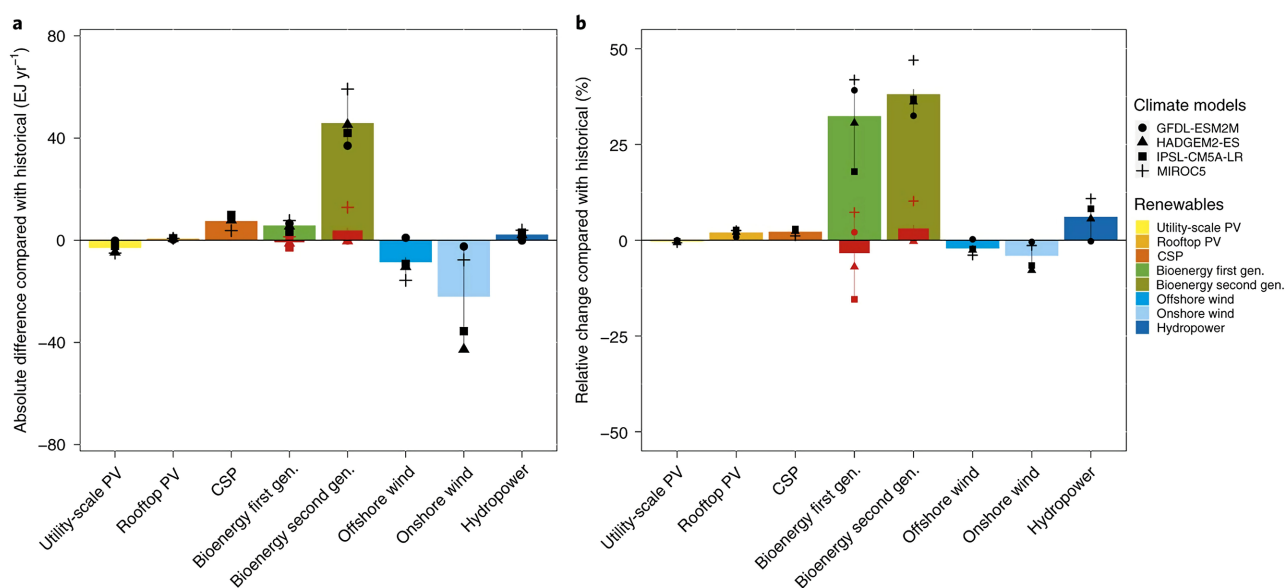 a
Absolute difference compared with historical (EJ yr⁻¹)
80
40
0
−40
−80
Utility-scale PV
Rooftop PV
CSP
Bioenergy first gen.
Bioenergy second gen.
Offshore wind
Onshore wind
Hydropower
b
Relative change compared with historical (%)
50
25
0
−25
−50
Utility-scale PV
Rooftop PV
CSP
Bioenergy first gen.
Bioenergy second gen.
Offshore wind
Onshore wind
Hydropower
Climate models
GFDL-ESM2M
HADGEM2-ES
IPSL-CM5A-LR
MIROC5
Renewables
Utility-scale PV
Rooftop PV
CSP
Bioenergy first gen.
Bioenergy second gen.
Offshore wind
Onshore wind
Hydropower